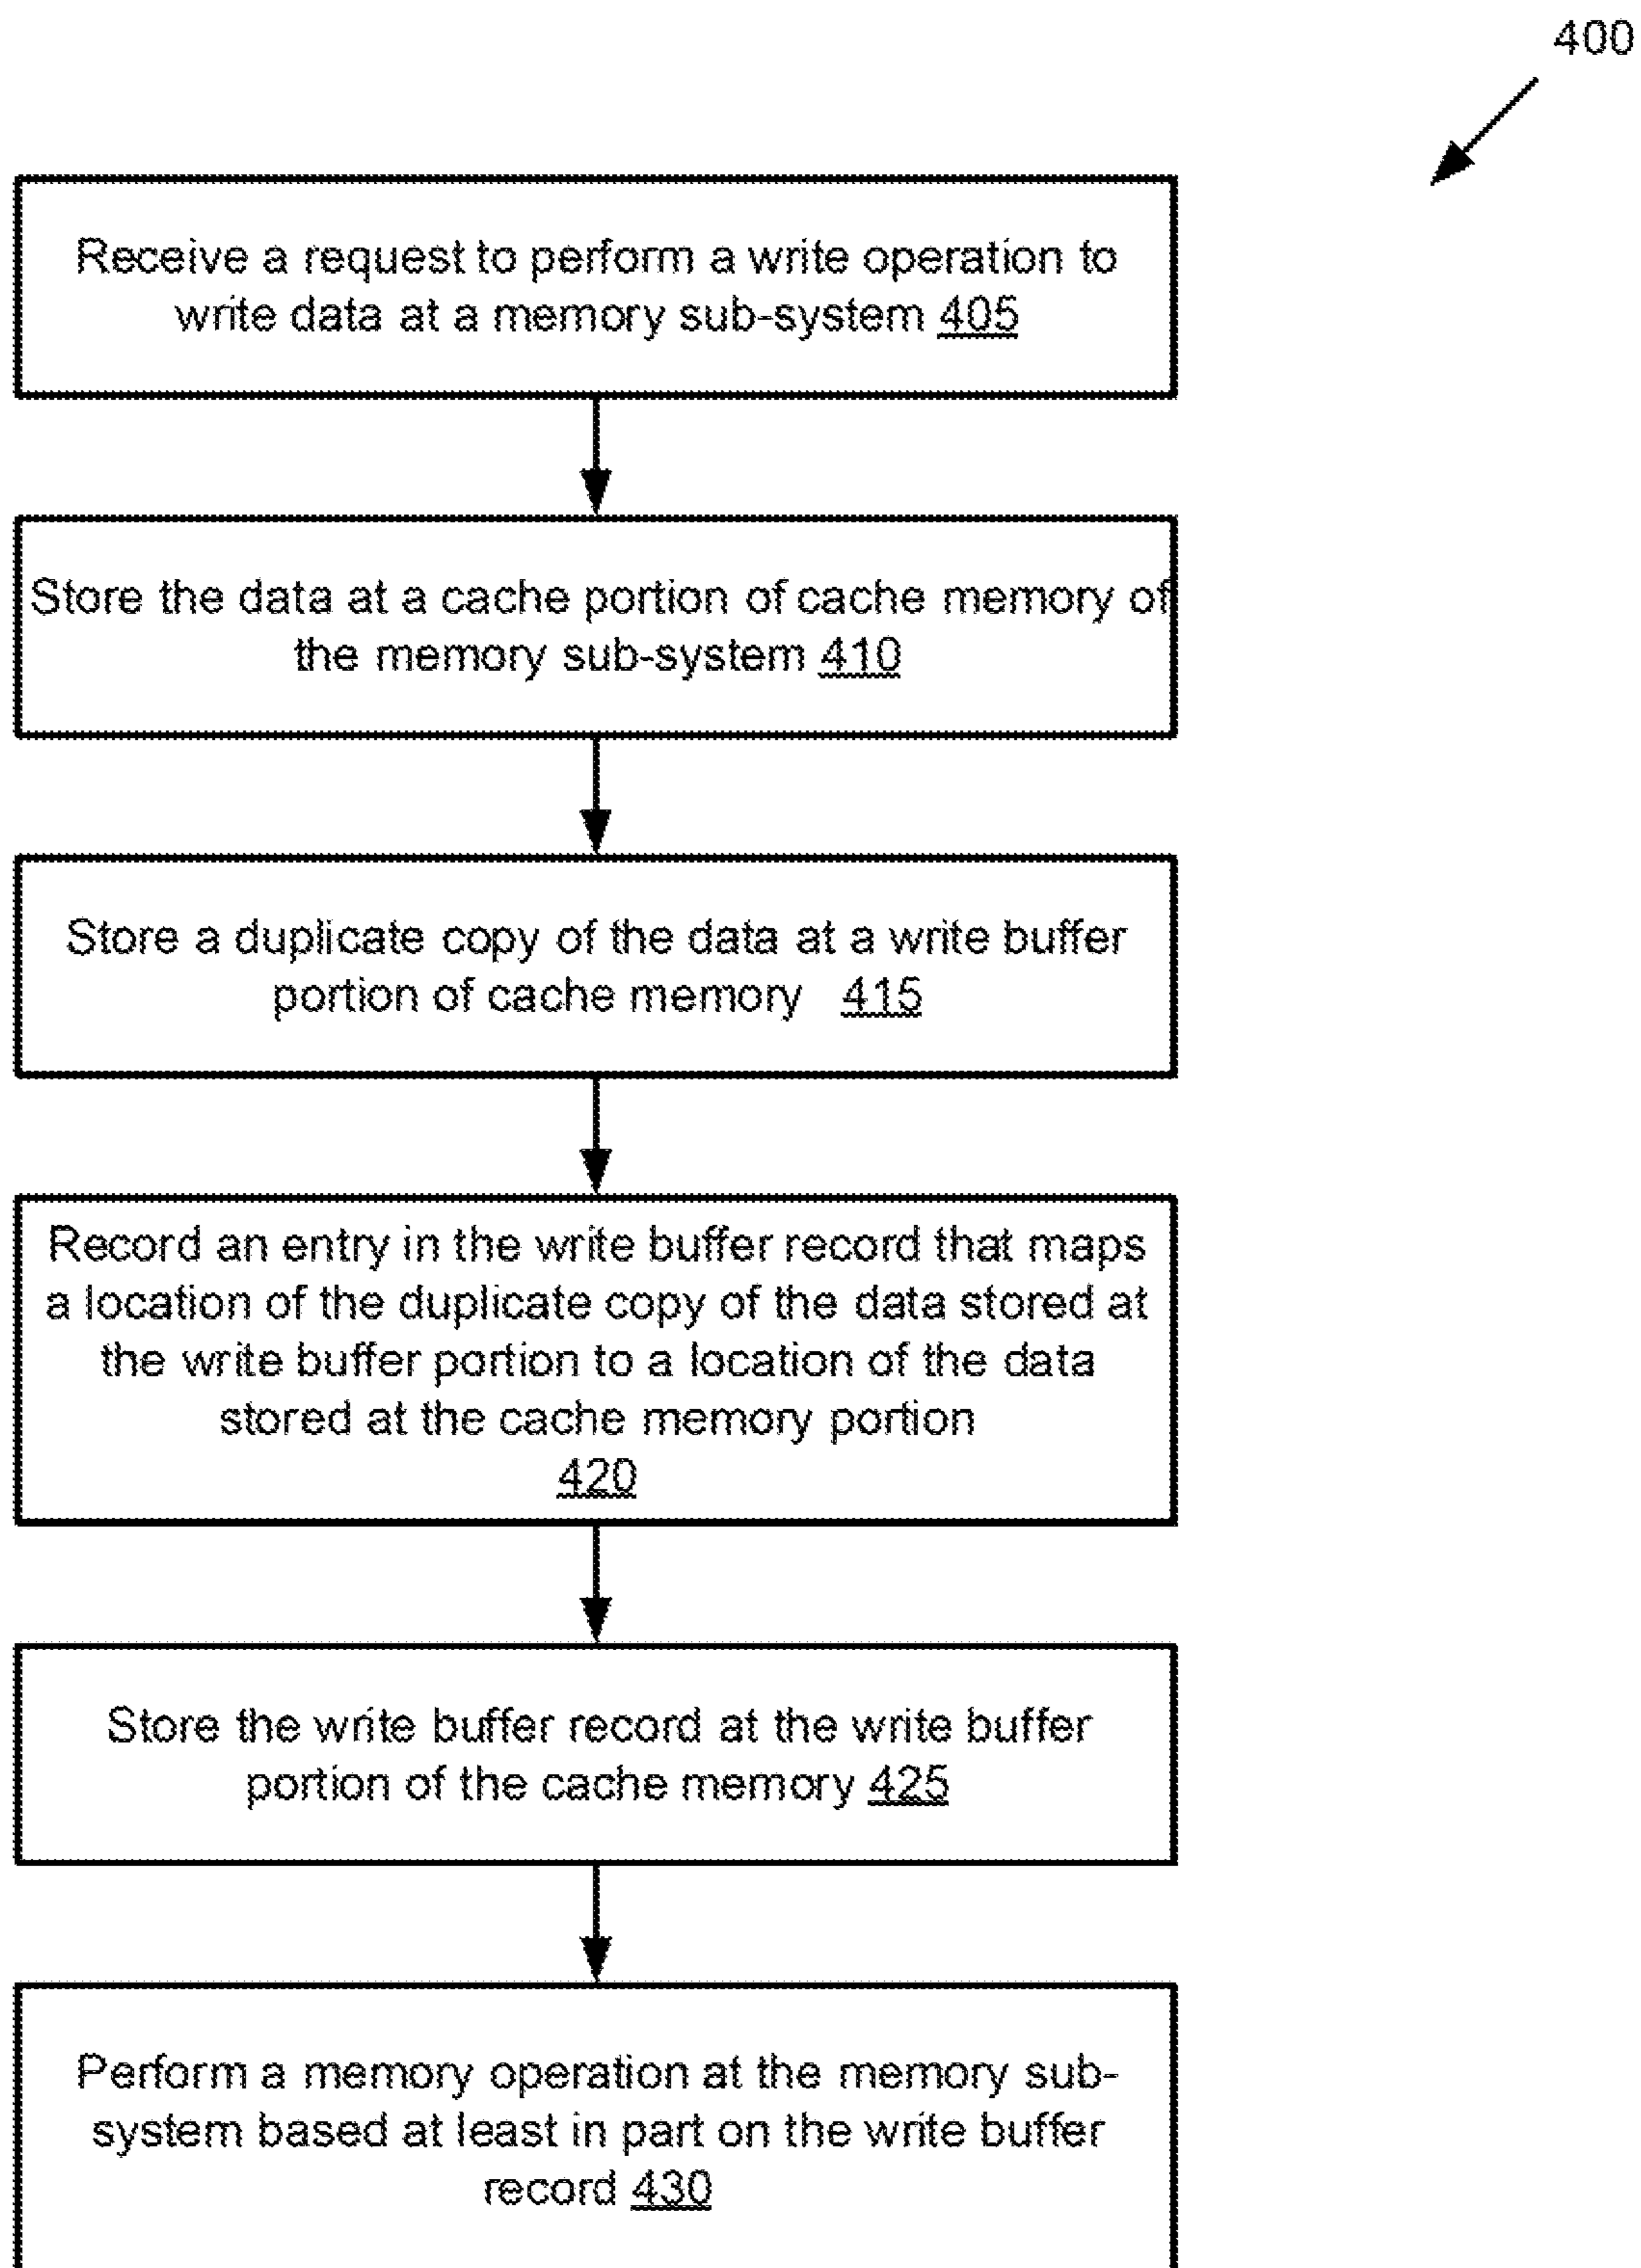 400
Receive a request to perform a write operation to
write data at a memory sub-system 405
Store the data at a cache portion of cache memory of
the memory sub-system 410
Store a duplicate copy of the data at a write buffer
portion of cache memory 415
Record an entry in the write buffer record that maps
a location of the duplicate copy of the data stored at
the write buffer portion to a location of the data
stored at the cache memory portion
420
Store the write buffer record at the write buffer
portion of the cache memory 425
Perform a memory operation at the memory sub-
system based at least in part on the write buffer
record 430